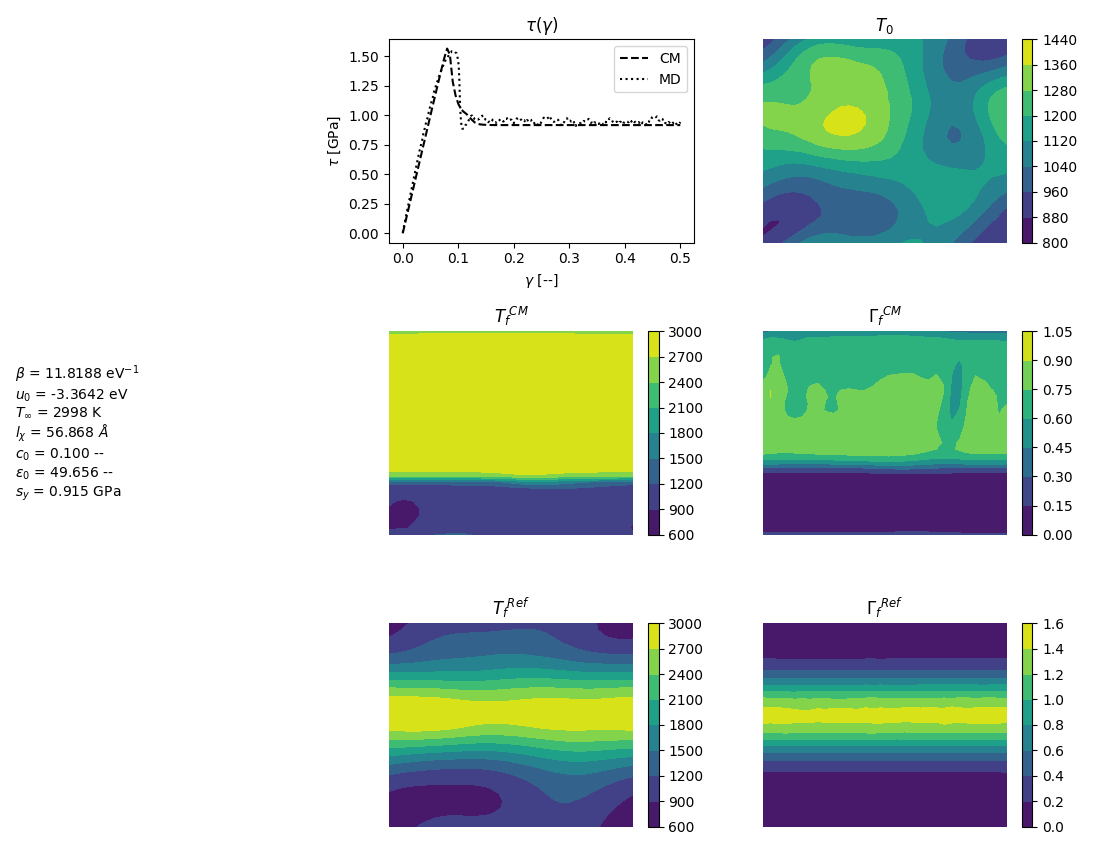 τ(γ)
1.50
1.25
1.00
0.75
0.50
0.25
0.00
τ [GPa]
CM
MD
0.0 0.1 0.2 0.3 0.4 0.5
γ [--]
T₀
1440
1360
1280
1200
1120
1040
960
880
800
β = 11.8188 eV⁻¹
u₀ = -3.3642 eV
T∞ = 2998 K
lχ = 56.868 Å
c₀ = 0.100 --
ε₀ = 49.656 --
s_y = 0.915 GPa
T_f^CM
3000
2700
2400
2100
1800
1500
1200
900
600
Γ_f^CM
1.05
0.90
0.75
0.60
0.45
0.30
0.15
0.00
T_f^Ref
3000
2700
2400
2100
1800
1500
1200
900
600
Γ_f^Ref
1.6
1.4
1.2
1.0
0.8
0.6
0.4
0.2
0.0